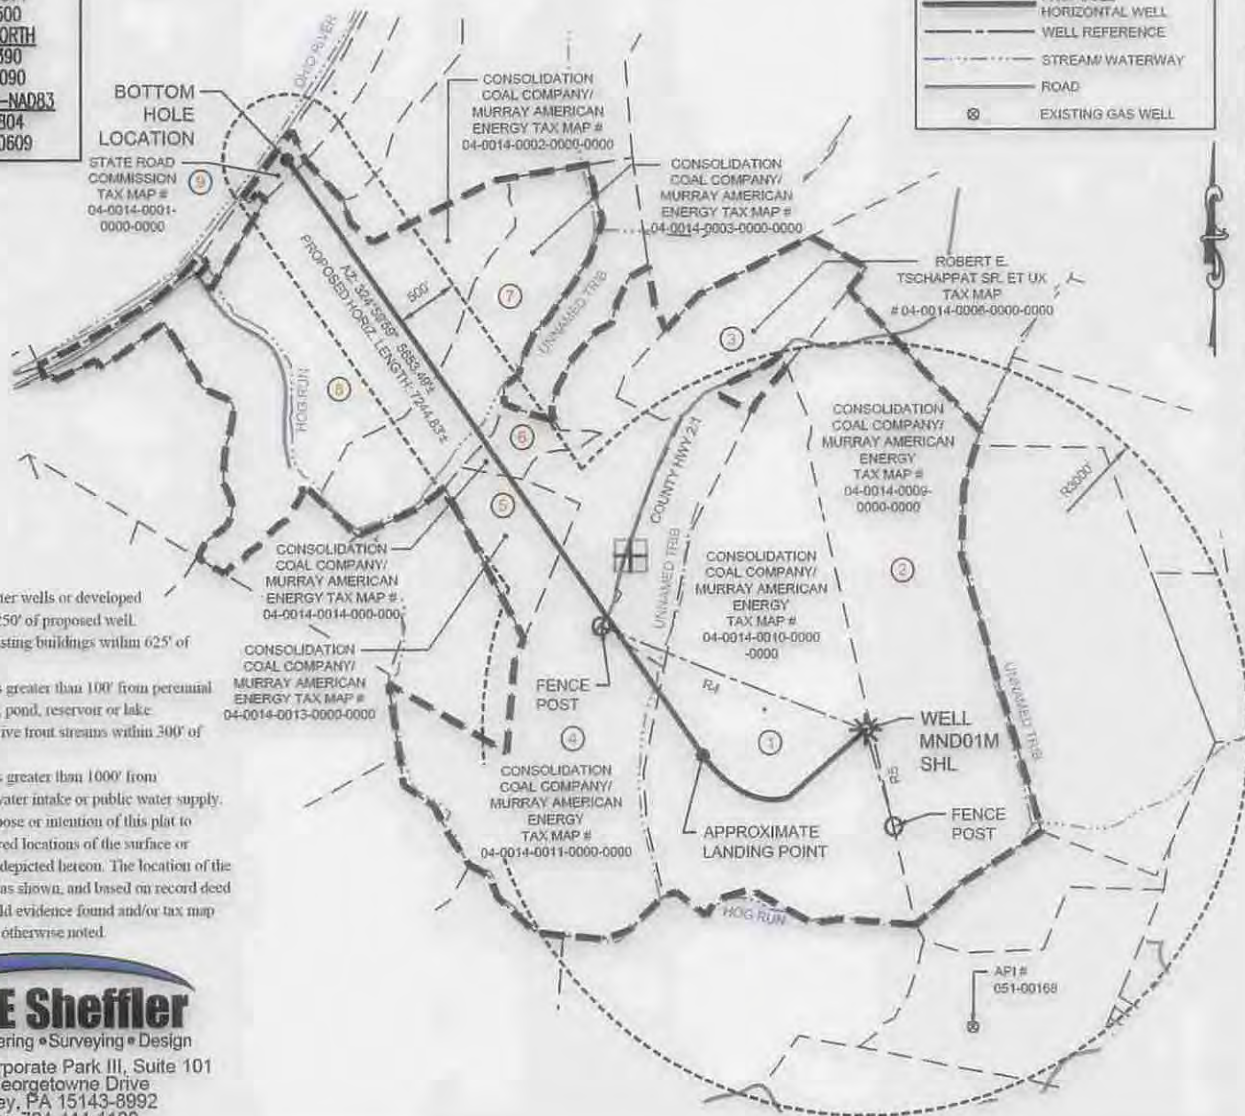 500
ORTH
090
-NAD83
804
0609
HORIZONTAL WELL
WELL REFERENCE
STREAM/ WATERWAY
ROAD
EXISTING GAS WELL
OHIO RIVER
BOTTOM
HOLE
LOCATION
STATE ROAD
COMMISSION
TAX MAP #
04-0014-0001-
0000-0000
9
CONSOLIDATION
COAL COMPANY/
MURRAY AMERICAN
ENERGY TAX MAP #
04-0014-0002-0000-0000
CONSOLIDATION
COAL COMPANY/
MURRAY AMERICAN
ENERGY TAX MAP #
04-0014-0003-0000-0000
ROBERT E.
TSCHAPPAT SR. ET UX
TAX MAP
# 04-0014-0006-0000-0000
AZ: 324°59'59" 5653.49'±
PROPOSED HORIZ. LENGTH: 7244.83'±
500'
7
UNNAMED TRIB
3
8
HOG RUN
6
5
COUNTY HWY 2/1
UNNAMED TRIB
CONSOLIDATION
COAL COMPANY/
MURRAY AMERICAN
ENERGY
TAX MAP #
04-0014-0009-
0000-0000
2
R3000'
CONSOLIDATION
COAL COMPANY/
MURRAY AMERICAN
ENERGY TAX MAP #
04-0014-0014-000-000
CONSOLIDATION
COAL COMPANY/
MURRAY AMERICAN
ENERGY
TAX MAP #
04-0014-0010-0000
-0000
CONSOLIDATION
COAL COMPANY/
MURRAY AMERICAN
ENERGY TAX MAP #
04-0014-0013-0000-0000
FENCE
POST
R4
1
WELL
MND01M
SHL
UNNAMED TRIB
4
R5
CONSOLIDATION
COAL COMPANY/
MURRAY AMERICAN
ENERGY
TAX MAP #
04-0014-0011-0000-0000
APPROXIMATE
LANDING POINT
FENCE
POST
HOG RUN
API #
051-00168
ter wells or developed
250' of proposed well.
sting buildings within 625' of
s greater than 100' from perennial
, pond, reservoir or lake
ive trout streams within 300' of
s greater than 1000' from
water intake or public water supply.
pose or intention of this plat to
red locations of the surface or
depicted hereon. The location of the
as shown, and based on record deed
ld evidence found and/or tax map
otherwise noted.
E Sheffler
ering • Surveying • Design
rporate Park III, Suite 101
eorgetowne Drive
ey, PA 15143-8992